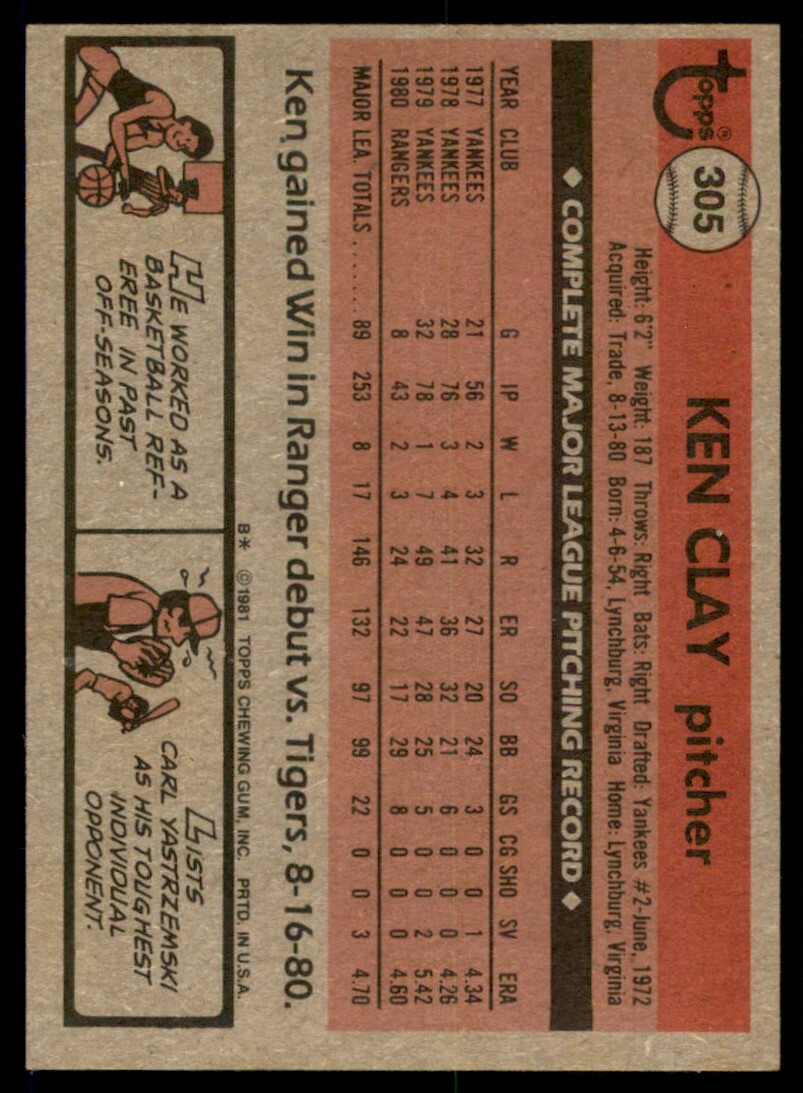 Topps®
305
KEN CLAY pitcher
Height: 6'2" Weight: 187 Throws: Right Bats: Right Drafted: Yankees #2-June, 1972
Acquired: Trade, 8-13-80 Born: 4-6-54, Lynchburg, Virginia Home: Lynchburg, Virginia
◆ COMPLETE MAJOR LEAGUE PITCHING RECORD ◆
YEAR CLUB G IP W L R ER SO BB GS CG SHO SV ERA
1977 YANKEES 21 56 2 3 32 27 20 24 3 0 0 1 4.34
1978 YANKEES 28 76 3 4 41 36 32 21 6 0 0 0 4.26
1979 YANKEES 32 78 1 7 49 47 28 25 5 0 0 2 5.42
1980 RANGERS 8 43 2 3 24 22 17 29 8 0 0 0 4.60
MAJOR LEA. TOTALS....... 89 253 8 17 146 132 97 99 22 0 0 3 4.70
Ken gained Win in Ranger debut vs. Tigers, 8-16-80.
B* ©1981 TOPPS CHEWING GUM, INC. PRTD. IN U.S.A.
HE WORKED AS A
BASKETBALL REF-
EREE IN PAST
OFF-SEASONS.
LISTS
CARL YASTRZEMSKI
AS HIS TOUGHEST
INDIVIDUAL
OPPONENT.